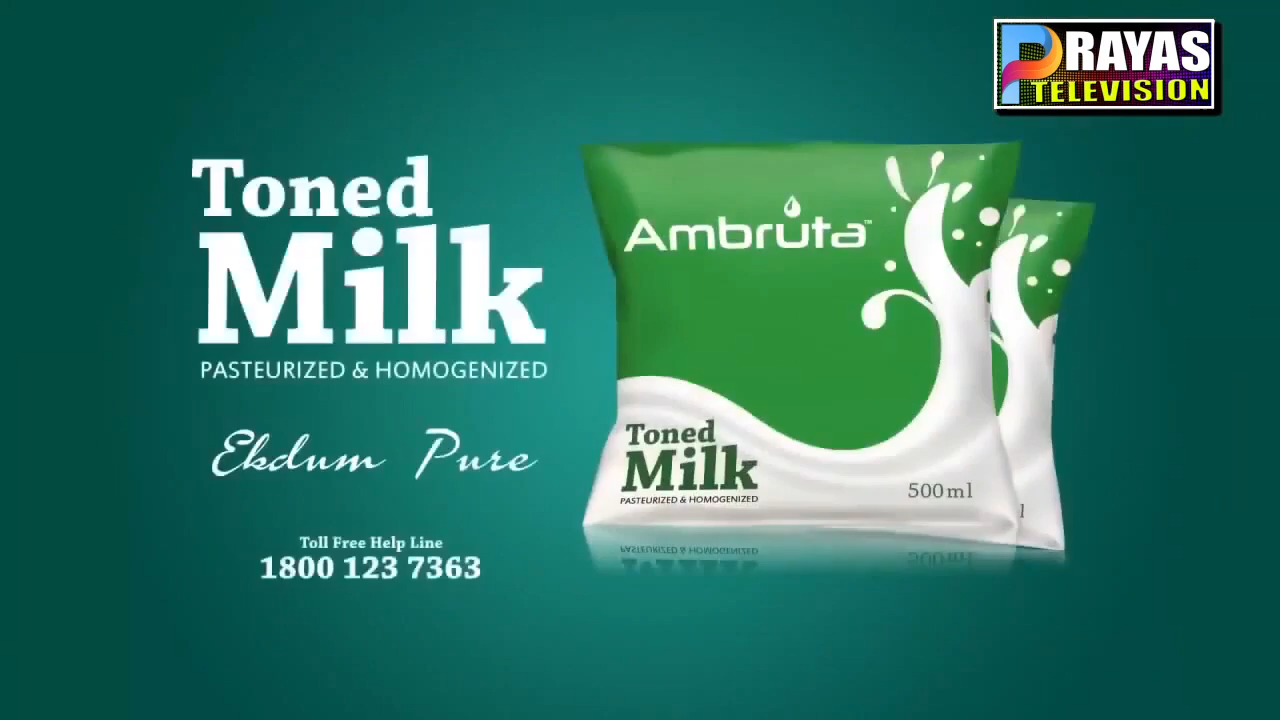 PRAYAS
TELEVISION
Toned
Milk
PASTEURIZED & HOMOGENIZED
Ekdum Pure
Toll Free Help Line
1800 123 7363
Ambruta™
Toned
Milk
PASTEURIZED & HOMOGENIZED
500ml
l